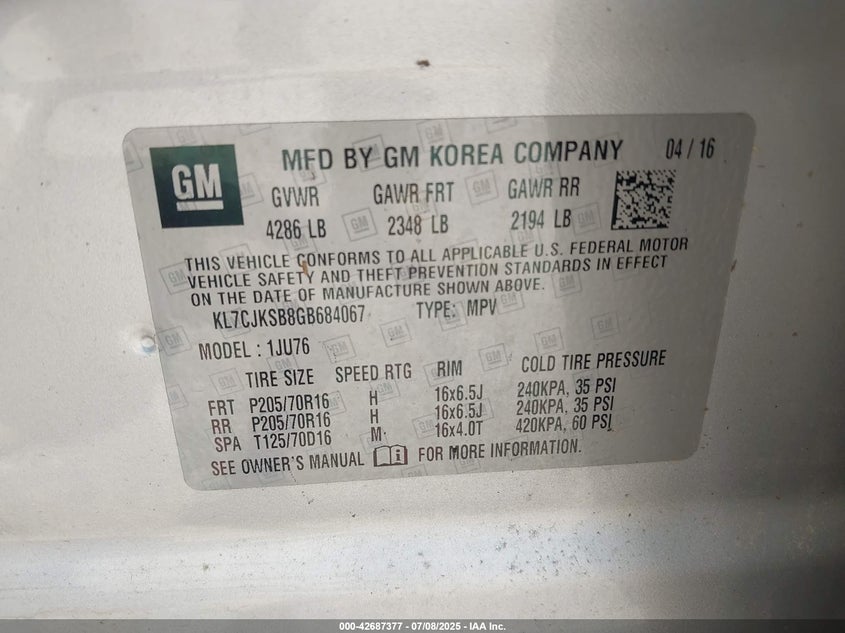 GM
MFD BY GM KOREA COMPANY 04 / 16
GVWR GAWR FRT GAWR RR
4286 LB 2348 LB 2194 LB
THIS VEHICLE CONFORMS TO ALL APPLICABLE U.S. FEDERAL MOTOR
VEHICLE SAFETY AND THEFT PREVENTION STANDARDS IN EFFECT
ON THE DATE OF MANUFACTURE SHOWN ABOVE.
KL7CJKSB8GB684067 TYPE: MPV
MODEL : 1JU76
TIRE SIZE SPEED RTG RIM COLD TIRE PRESSURE
FRT P205/70R16 H 16x6.5J 240KPA, 35 PSI
RR P205/70R16 H 16x6.5J 240KPA, 35 PSI
SPA T125/70D16 M 16x4.0T 420KPA, 60 PSI
SEE OWNER'S MANUAL i FOR MORE INFORMATION.
000-42687377 - 07/08/2025 - IAA Inc.